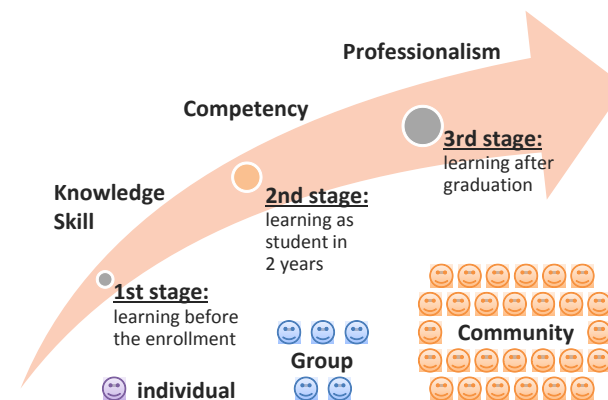 Professionalism
Competency
Knowledge
Skill
3rd stage:
learning after
graduation
2nd stage:
learning as
student in
2 years
1st stage:
learning before
the enrollment
individual
Group
Community